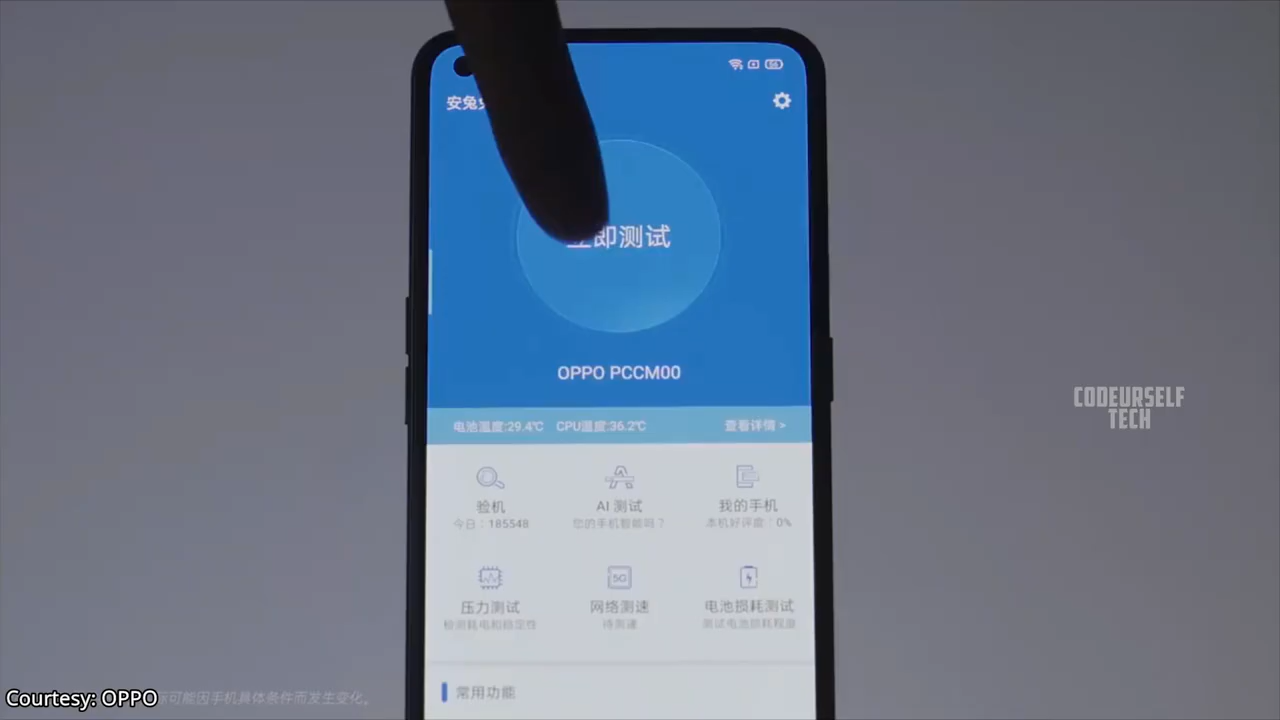 安兔
立即测试
OPPO PCCM00
电池温度:29.4℃ CPU温度:36.2℃ 查看详情 >
验机 AI 测试 我的手机
今日：185548 您的手机智能吗？ 本机好评度：0%
压力测试 网络测速 电池损耗测试
检测耗电和稳定性 待测速 测试电池损耗程度
常用功能
CODEURSELF
TECH
Courtesy: OPPO 可能因手机具体条件而发生变化。